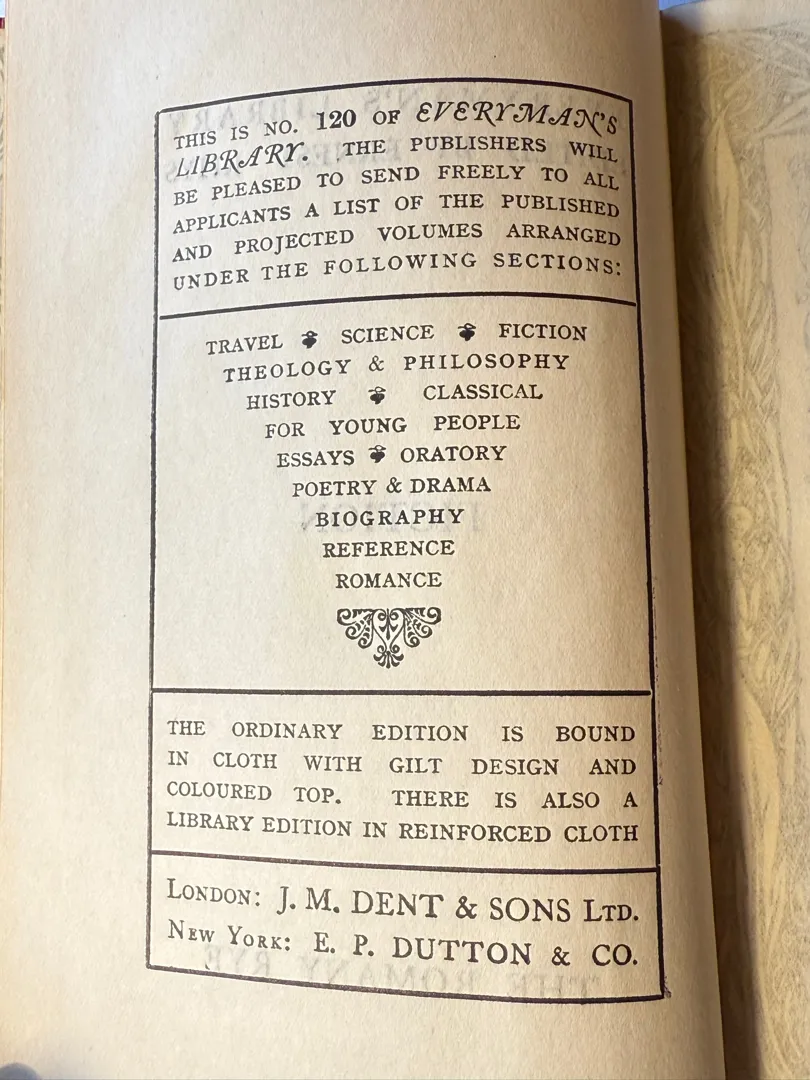 THIS IS NO. 120 OF EVERYMAN'S
LIBRARY. THE PUBLISHERS WILL
BE PLEASED TO SEND FREELY TO ALL
APPLICANTS A LIST OF THE PUBLISHED
AND PROJECTED VOLUMES ARRANGED
UNDER THE FOLLOWING SECTIONS:
TRAVEL SCIENCE FICTION
THEOLOGY & PHILOSOPHY
HISTORY CLASSICAL
FOR YOUNG PEOPLE
ESSAYS ORATORY
POETRY & DRAMA
BIOGRAPHY
REFERENCE
ROMANCE
THE ORDINARY EDITION IS BOUND
IN CLOTH WITH GILT DESIGN AND
COLOURED TOP. THERE IS ALSO A
LIBRARY EDITION IN REINFORCED CLOTH
LONDON: J. M. DENT & SONS LTD.
NEW YORK: E. P. DUTTON & CO.